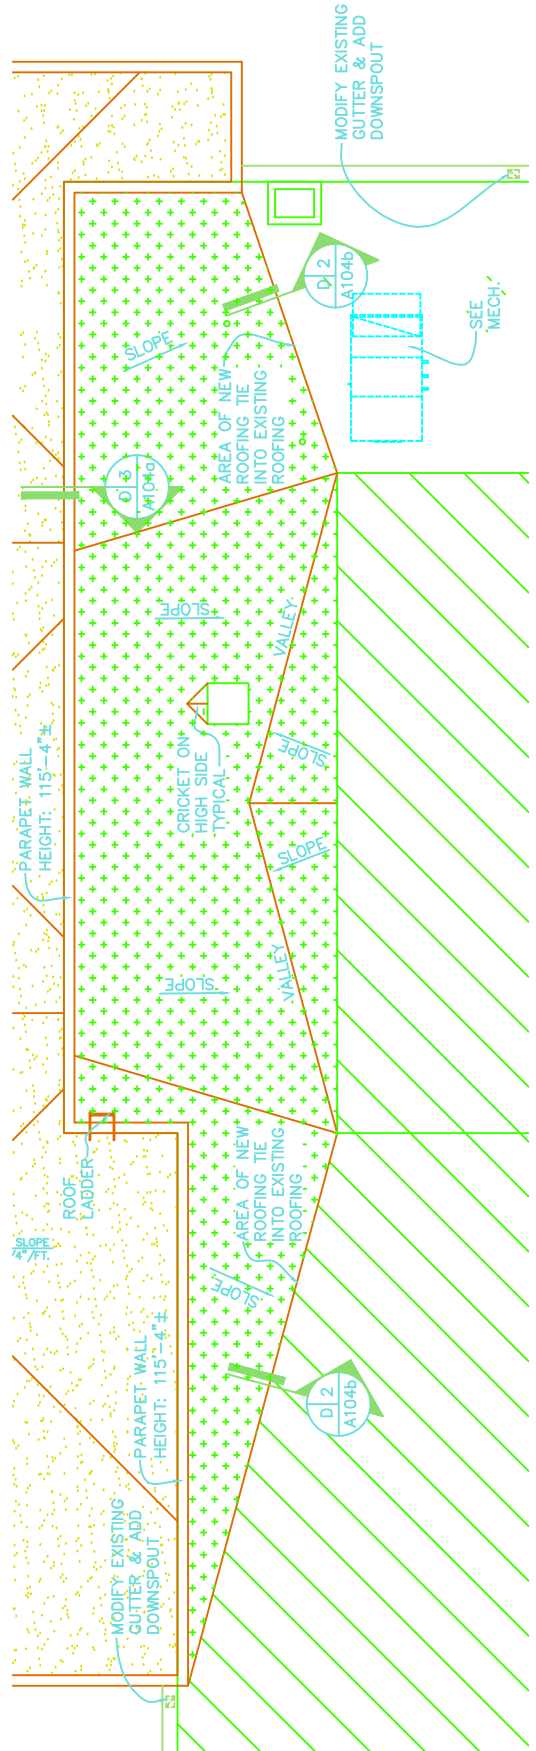 MODIFY EXISTING
GUTTER & ADD
DOWNSPOUT
D 2
A104b
SEE
MECH.
SLOPE
AREA OF NEW
ROOFING TIE
INTO EXISTING
ROOFING
D 3
A104a
SLOPE
VALLEY
SLOPE
CRICKET ON
HIGH SIDE
TYPICAL
PARAPET WALL
HEIGHT: 115'-4"±
SLOPE
VALLEY
SLOPE
ROOF
LADDER
AREA OF NEW
ROOFING TIE
INTO EXISTING
ROOFING
SLOPE
4"/FT.
SLOPE
PARAPET WALL
HEIGHT: 115'-4"±
D 2
A104b
MODIFY EXISTING
GUTTER & ADD
DOWNSPOUT